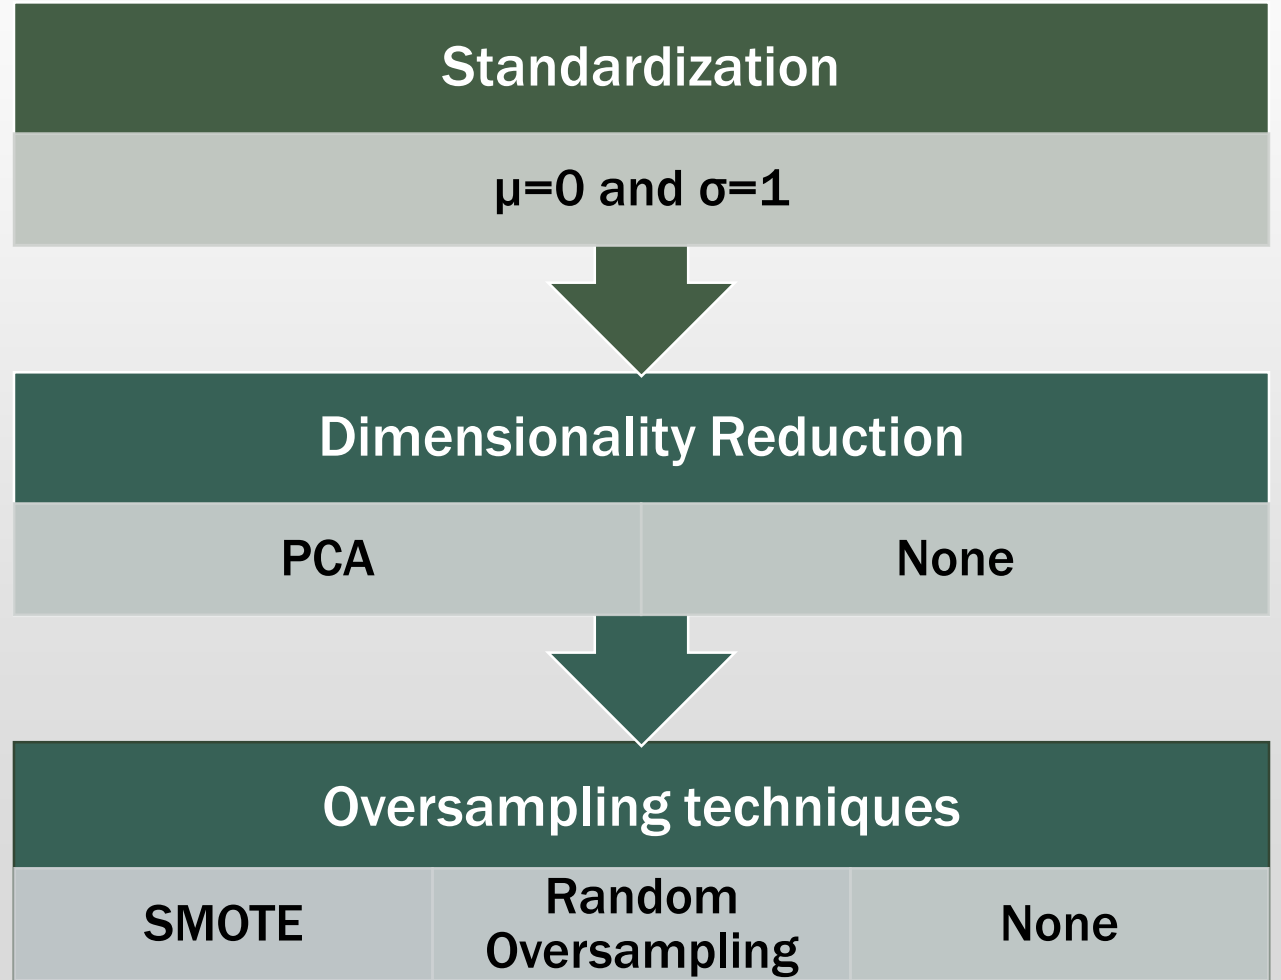 Standardization
μ=0 and σ=1
Dimensionality Reduction
PCA
None
Oversampling techniques
SMOTE
Random
Oversampling
None